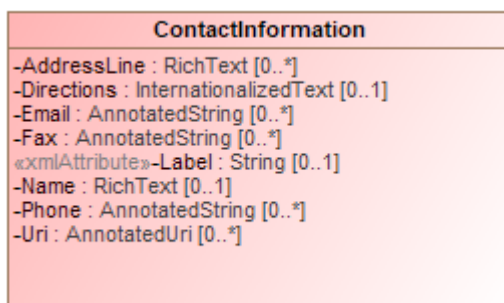 ContactInformation
-AddressLine : RichText [0..*]
-Directions : InternationalizedText [0..1]
-Email : AnnotatedString [0..*]
-Fax : AnnotatedString [0..*]
«xmlAttribute»-Label : String [0..1]
-Name : RichText [0..1]
-Phone : AnnotatedString [0..*]
-Uri : AnnotatedUri [0..*]